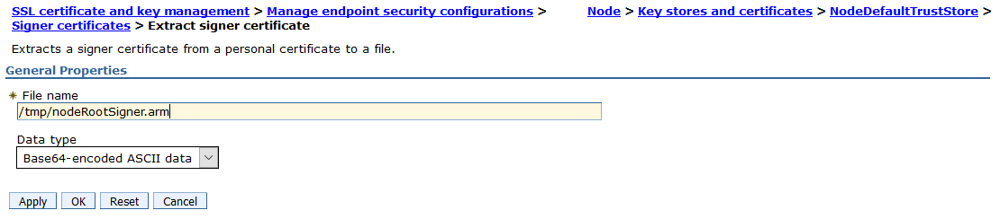 SSL certificate and key management > Manage endpoint security configurations > Node > Key stores and certificates > NodeDefaultTrustStore >
Signer certificates > Extract signer certificate
Extracts a signer certificate from a personal certificate to a file.
General Properties
File name
/tmp/nodeRootSigner.arm
Data type
Base64-encoded ASCII data
Apply OK Reset Cancel